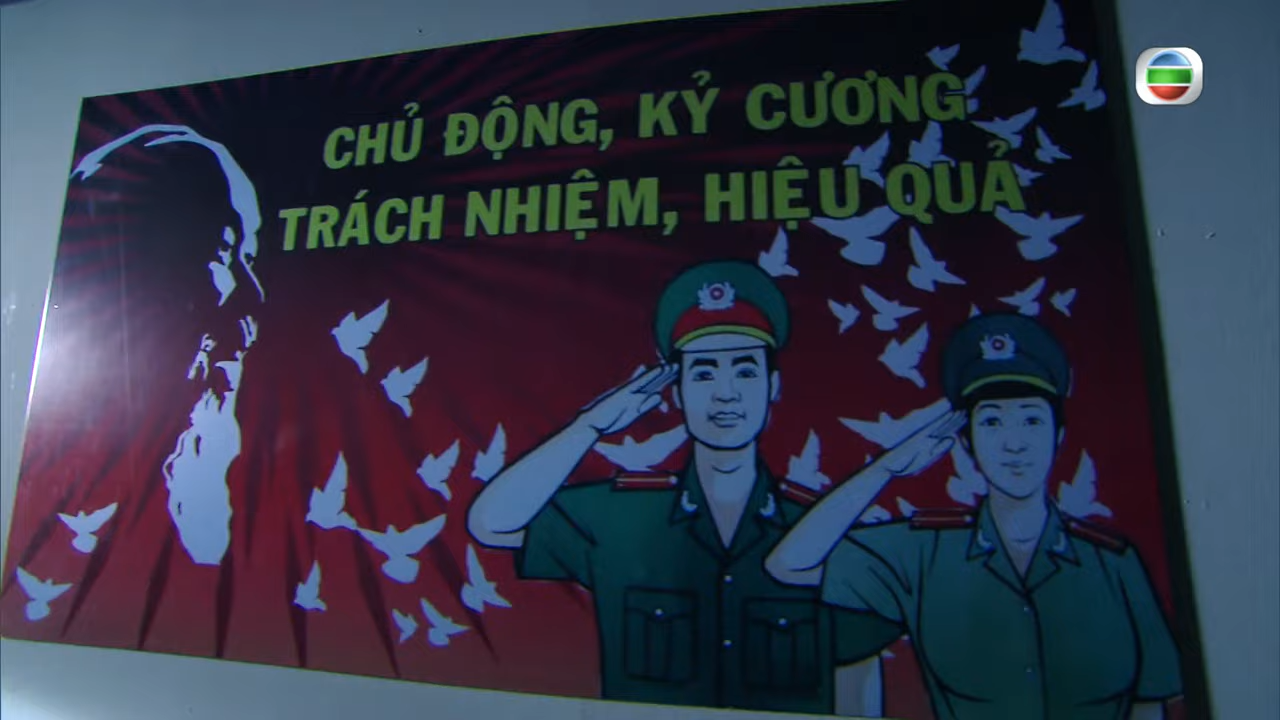 CHỦ ĐỘNG, KỶ CƯƠNG
TRÁCH NHIỆM, HIỆU QUẢ